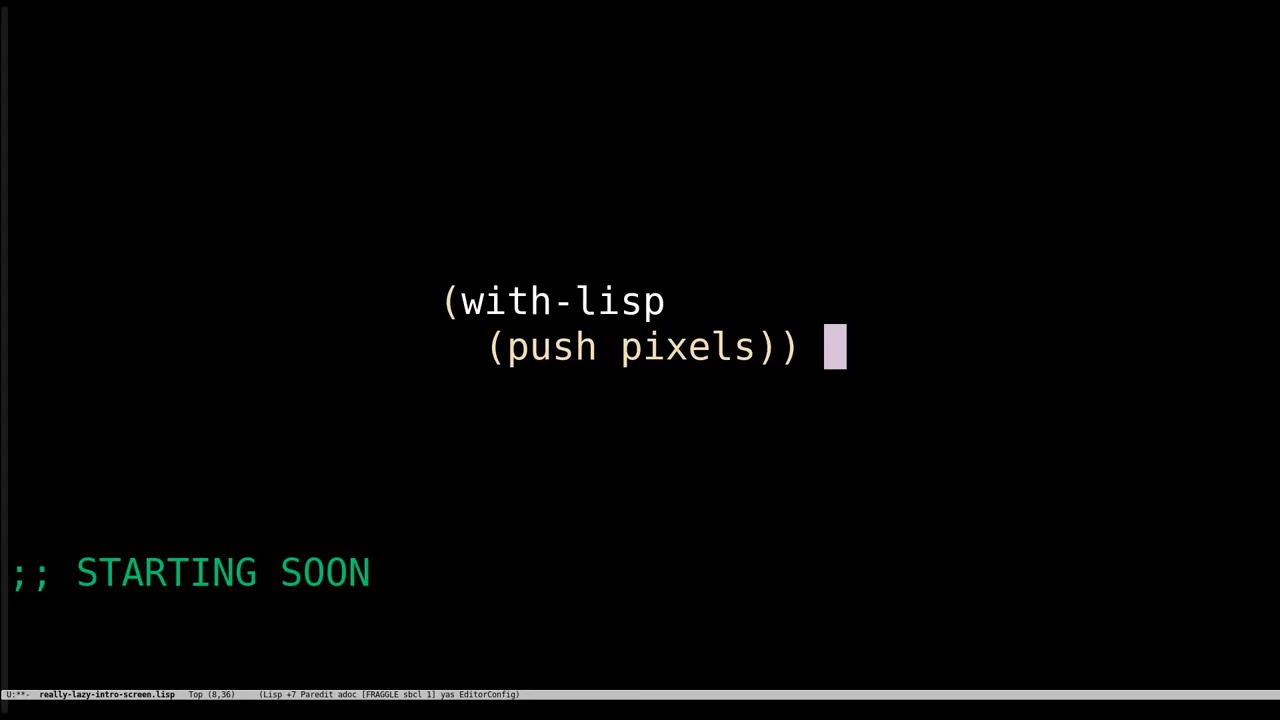 (with-lisp
(push pixels))
;; STARTING SOON
U:**- really-lazy-intro-screen.lisp Top (8,36) (Lisp +7 Paredit adoc [FRAGGLE sbcl 1] yas EditorConfig)